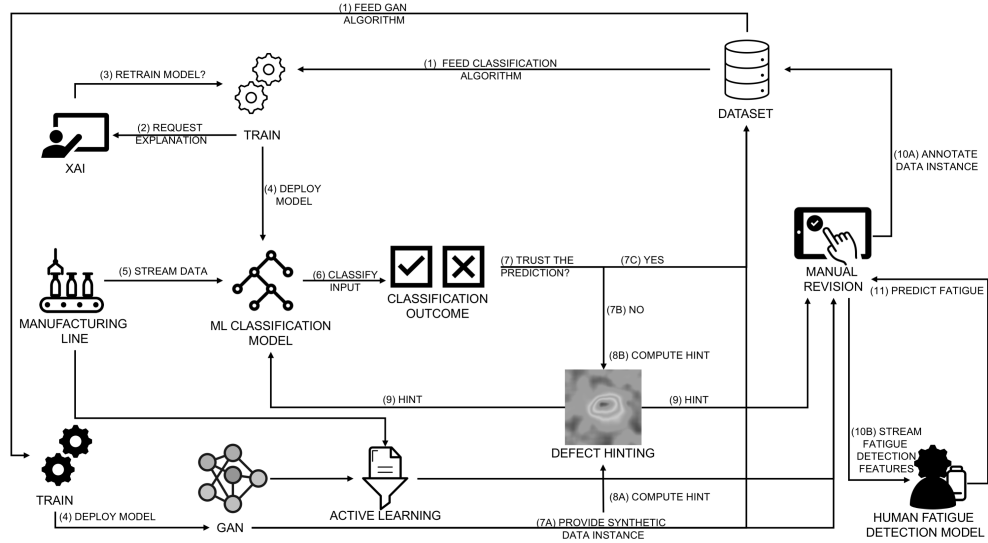 (1) FEED GAN
ALGORITHM
(1) FEED CLASSIFICATION
ALGORITHM
(3) RETRAIN MODEL?
DATASET
(2) REQUEST
EXPLANATION
TRAIN
XAI
(10A) ANNOTATE
DATA INSTANCE
(4) DEPLOY
MODEL
(5) STREAM DATA
(6) CLASSIFY
INPUT
(7) TRUST THE
PREDICTION?
(7C) YES
MANUAL
REVISION
(11) PREDICT FATIGUE
CLASSIFICATION
OUTCOME
MANUFACTURING
LINE
ML CLASSIFICATION
MODEL
(7B) NO
(8B) COMPUTE HINT
(9) HINT
(9) HINT
(10B) STREAM
FATIGUE
DETECTION
FEATURES
DEFECT HINTING
TRAIN
(8A) COMPUTE HINT
(4) DEPLOY MODEL
GAN
ACTIVE LEARNING
(7A) PROVIDE SYNTHETIC
DATA INSTANCE
HUMAN FATIGUE
DETECTION MODEL